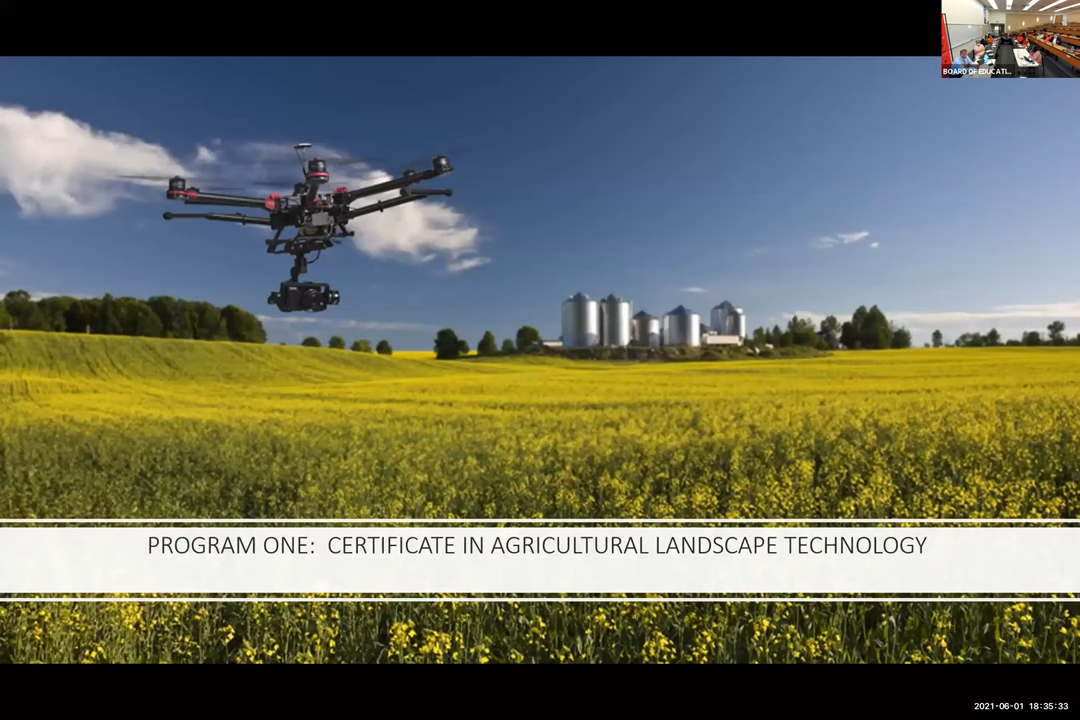 BOARD OF EDUCATI...
PROGRAM ONE: CERTIFICATE IN AGRICULTURAL LANDSCAPE TECHNOLOGY
2021-06-01 18:35:33